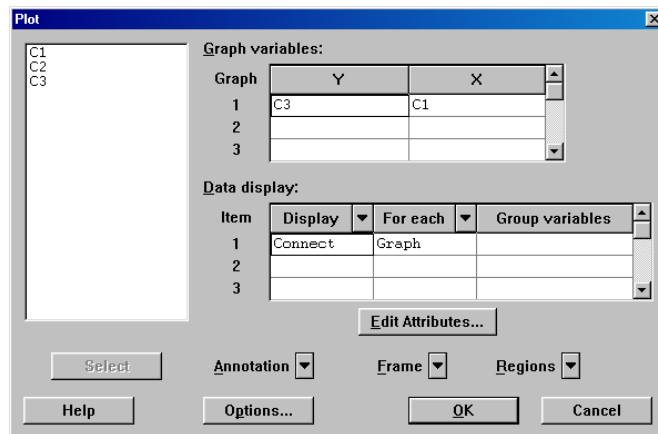 Plot
C1
C2
C3
Graph variables:
Graph Y X
1 C3 C1
2
3
Data display:
Item Display For each Group variables
1 Connect Graph
2
3
Edit Attributes...
Select Annotation Frame Regions
Help Options... OK Cancel